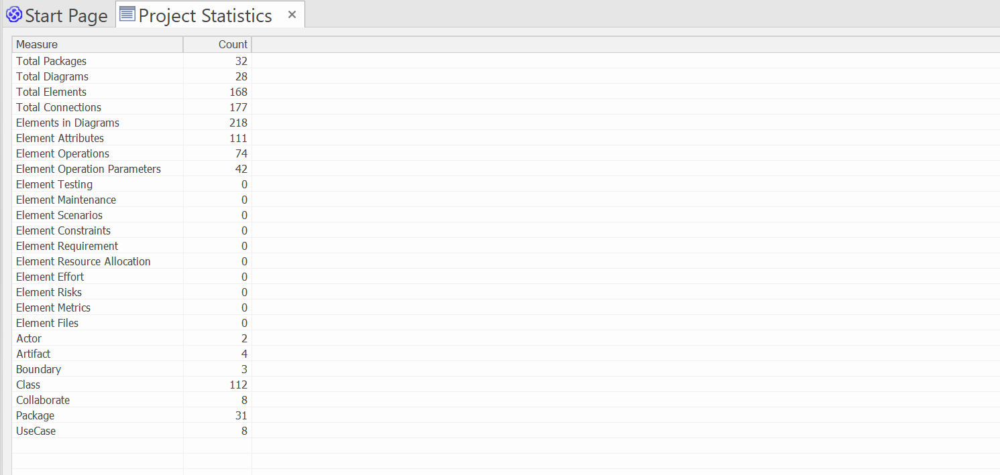 Start Page Project Statistics ×
Measure Count
Total Packages 32
Total Diagrams 28
Total Elements 168
Total Connections 177
Elements in Diagrams 218
Element Attributes 111
Element Operations 74
Element Operation Parameters 42
Element Testing 0
Element Maintenance 0
Element Scenarios 0
Element Constraints 0
Element Requirement 0
Element Resource Allocation 0
Element Effort 0
Element Risks 0
Element Metrics 0
Element Files 0
Actor 2
Artifact 4
Boundary 3
Class 112
Collaborate 8
Package 31
UseCase 8